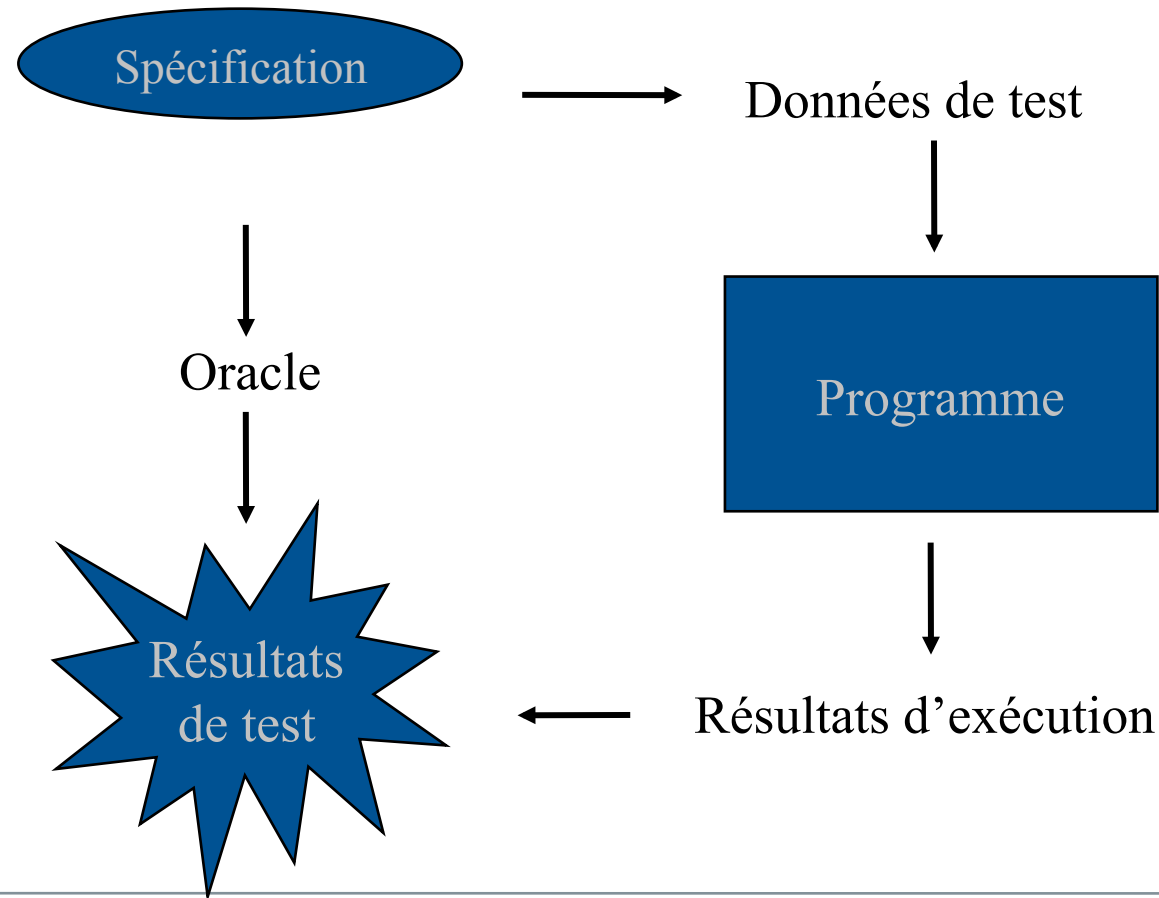 Spécification
Données de test
Oracle
Programme
Résultats
de test
Résultats d’exécution